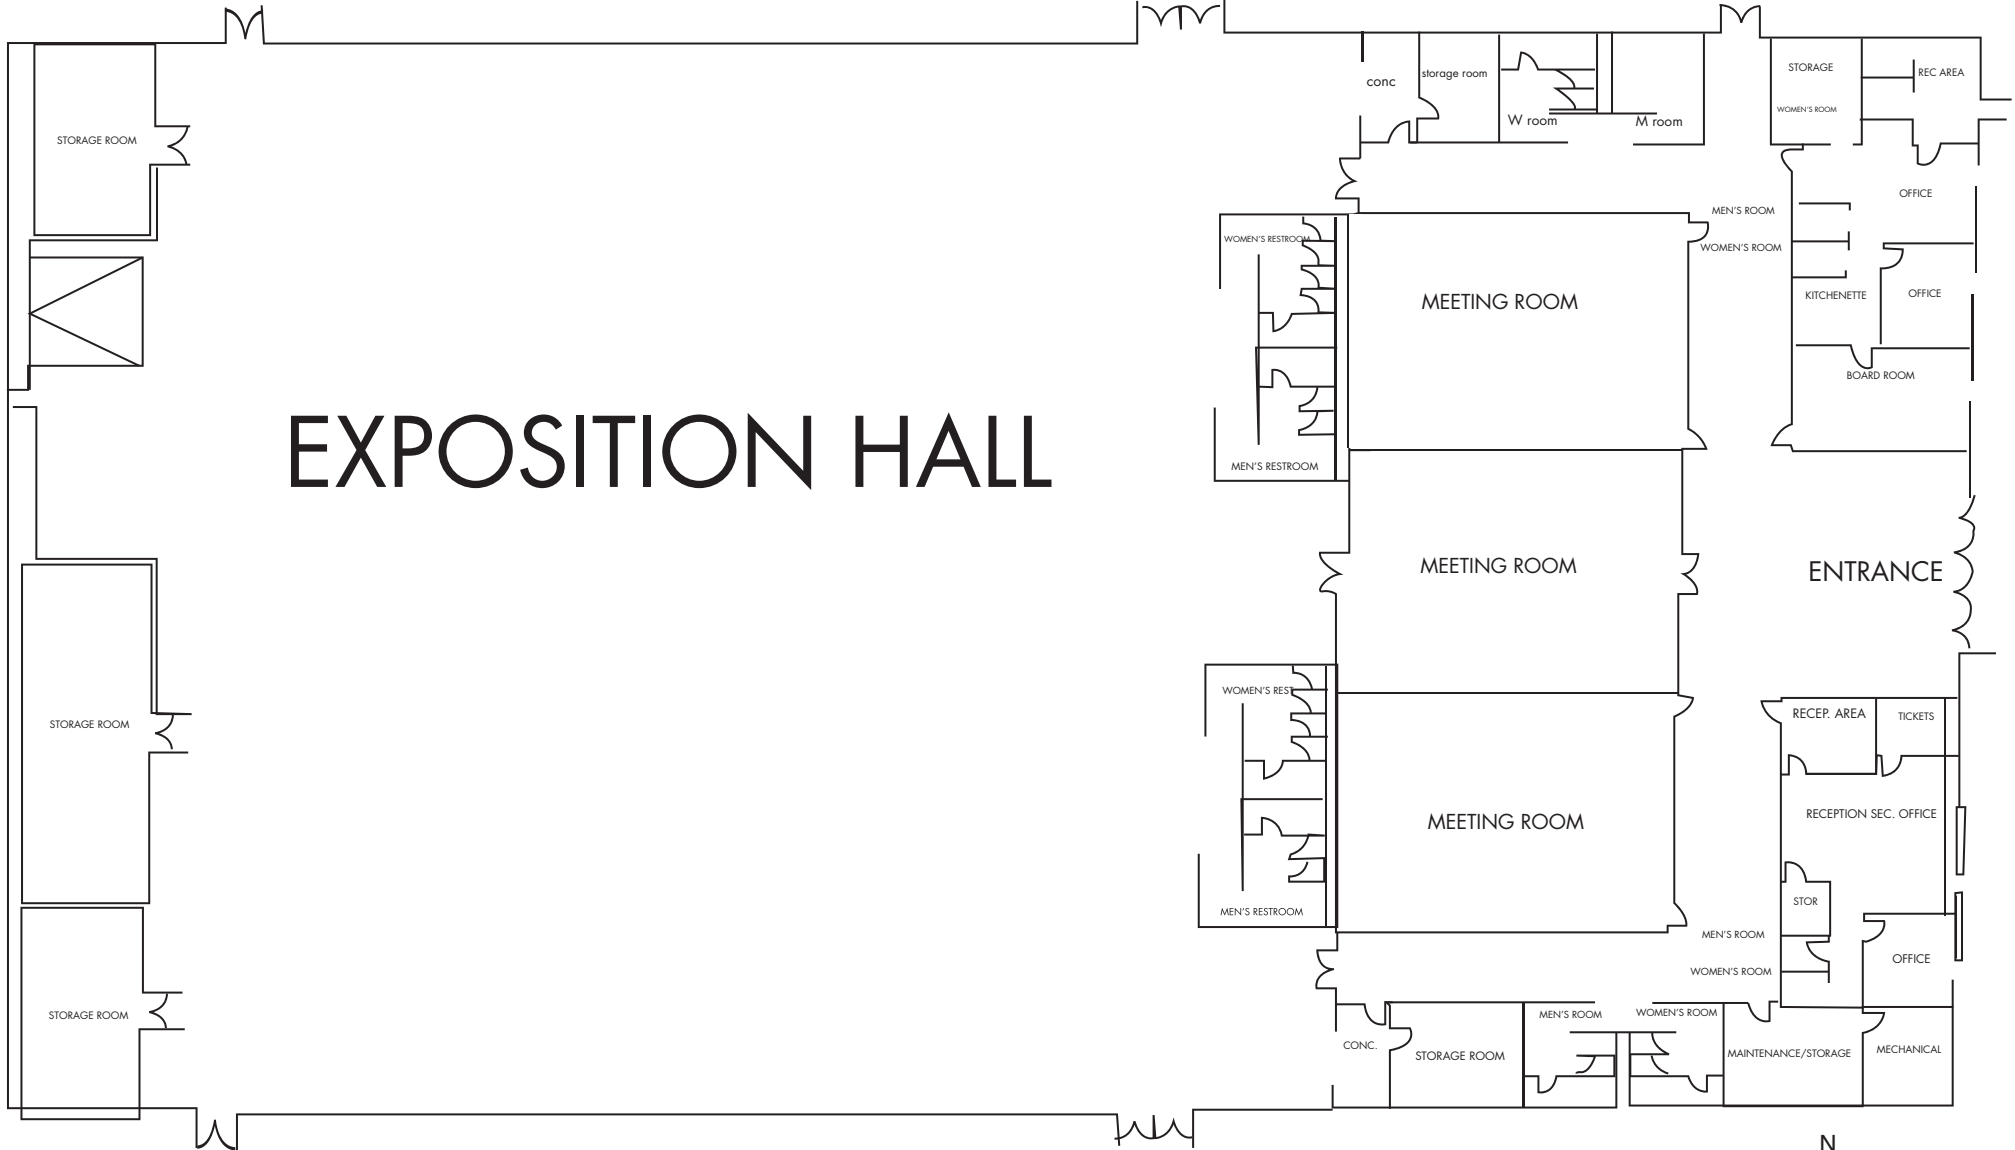 STORAGE
REC AREA
conc
storage room
WOMEN'S ROOM
W room
M room
STORAGE ROOM
OFFICE
MEN'S ROOM
WOMEN'S RESTROOM
WOMEN'S ROOM
MEETING ROOM
KITCHENETTE
OFFICE
BOARD ROOM
EXPOSITION HALL
MEN'S RESTROOM
MEETING ROOM
ENTRANCE
WOMEN'S REST
RECEP. AREA
TICKETS
STORAGE ROOM
MEETING ROOM
RECEPTION SEC. OFFICE
STOR
MEN'S RESTROOM
MEN'S ROOM
OFFICE
WOMEN'S ROOM
STORAGE ROOM
MEN'S ROOM
WOMEN'S ROOM
CONC.
STORAGE ROOM
MAINTENANCE/STORAGE
MECHANICAL
N